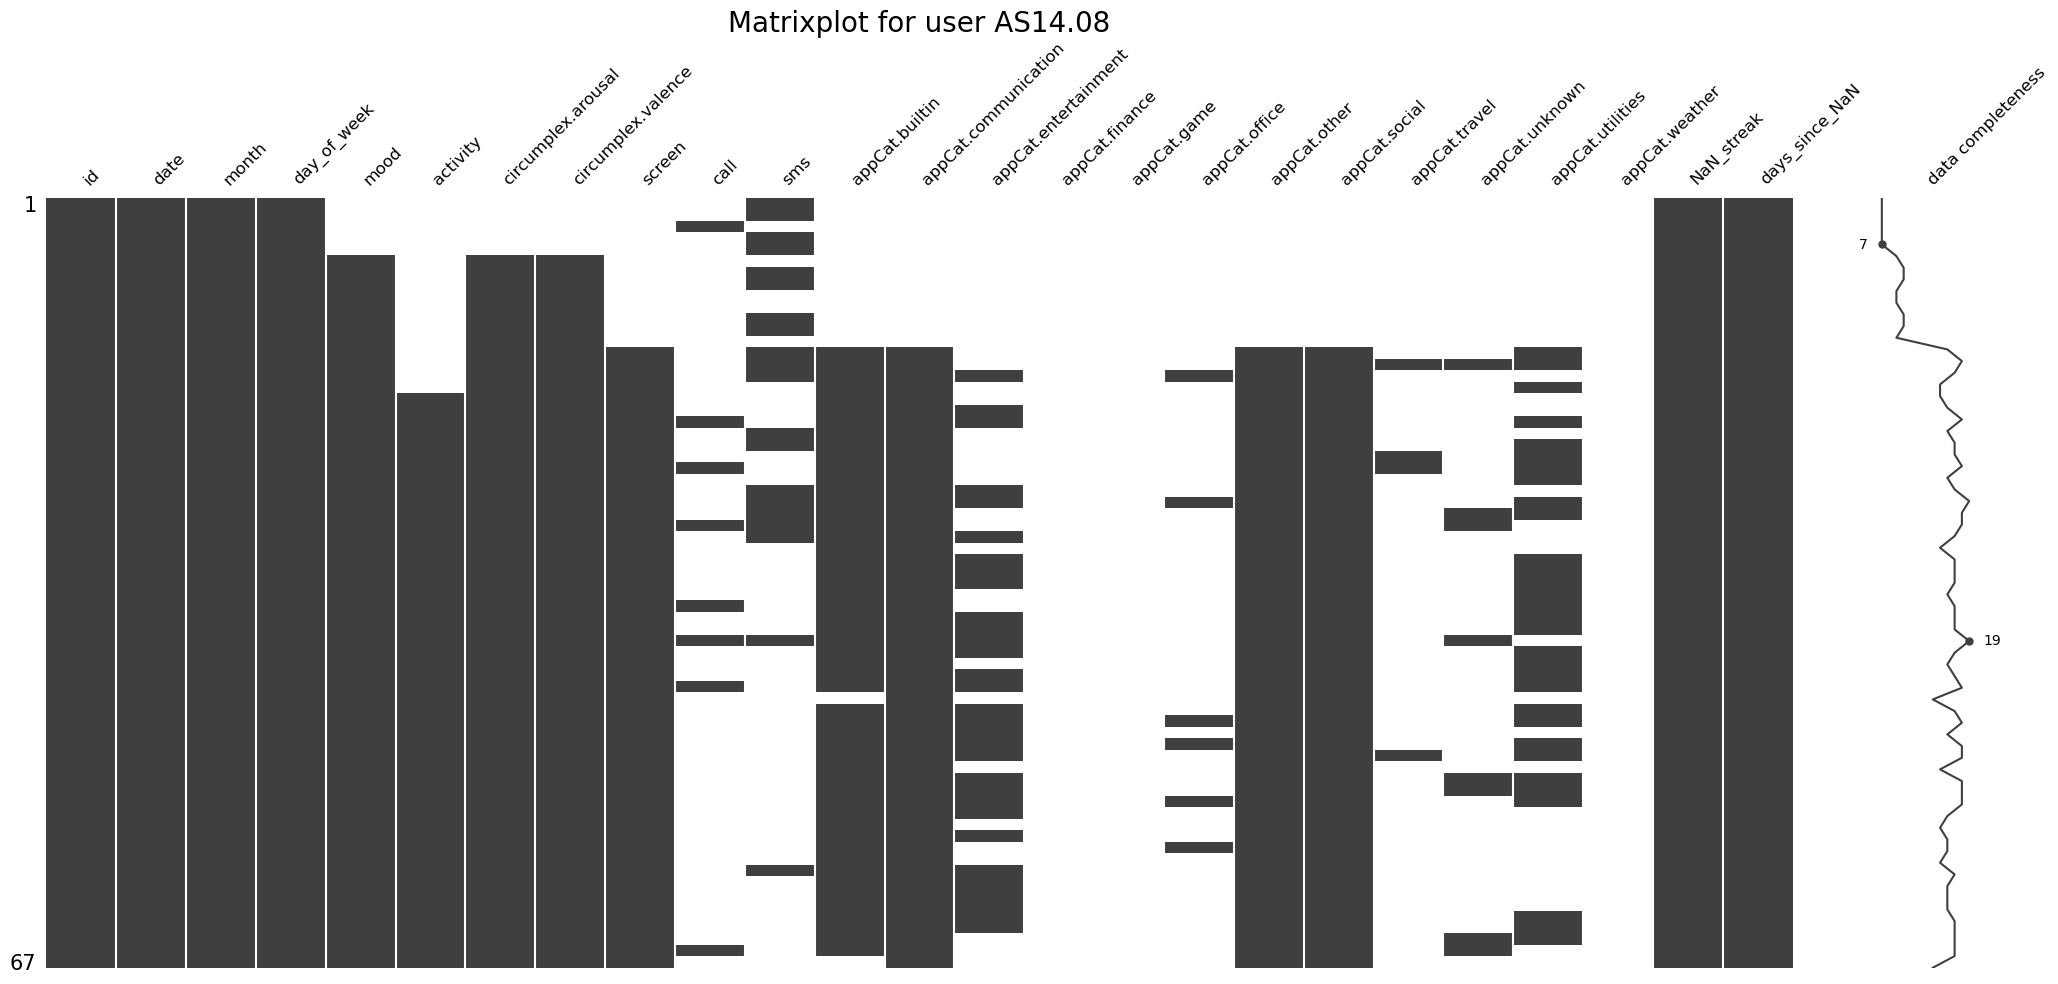 Matrixplot for user AS14.08
id
date
month
day_of_week
mood
activity
circumplex.arousal
circumplex.valence
screen
call
sms
appCat.builtin
appCat.communication
appCat.entertainment
appCat.finance
appCat.game
appCat.office
appCat.other
appCat.social
appCat.travel
appCat.unknown
appCat.utilities
appCat.weather
NaN_streak
days_since_NaN
data completeness
1
7
19
67